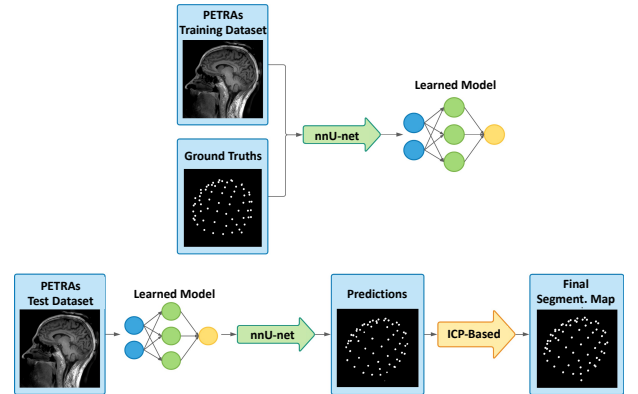 PETRAs
Training Dataset
Learned Model
nnU-net
Ground Truths
PETRAs
Test Dataset
Learned Model
nnU-net
Predictions
ICP-Based
Final
Segment. Map